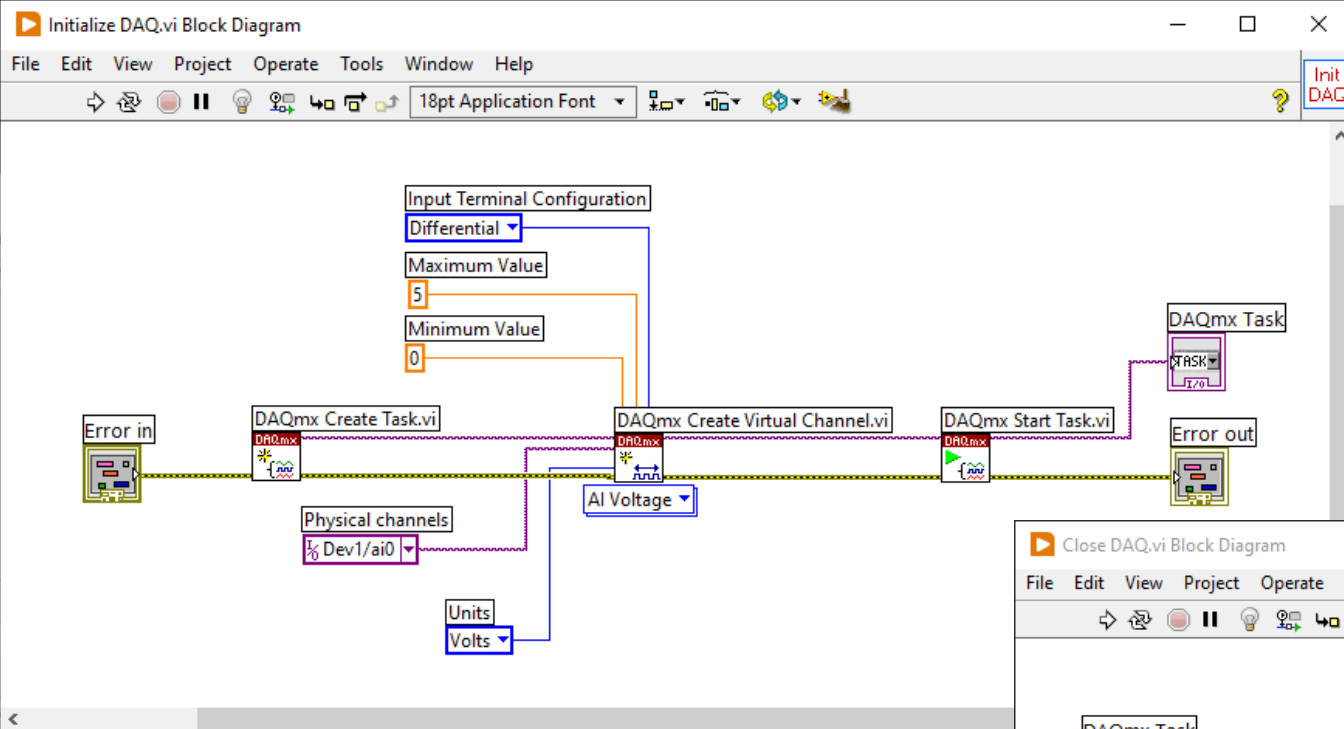 Initialize DAQ.vi Block Diagram
File Edit View Project Operate Tools Window Help
18pt Application Font
Init
DAQ
Input Terminal Configuration
Differential
Maximum Value
5
Minimum Value
0
DAQmx Task
TASK
I/O
Error in
DAQmx Create Task.vi
DAQmx
DAQmx Create Virtual Channel.vi
DAQmx
DAQmx Start Task.vi
DAQmx
Error out
AI Voltage
Physical channels
I/O Dev1/ai0
Units
Volts
Close DAQ.vi Block Diagram
File Edit View Project Operate
DAQmx Task